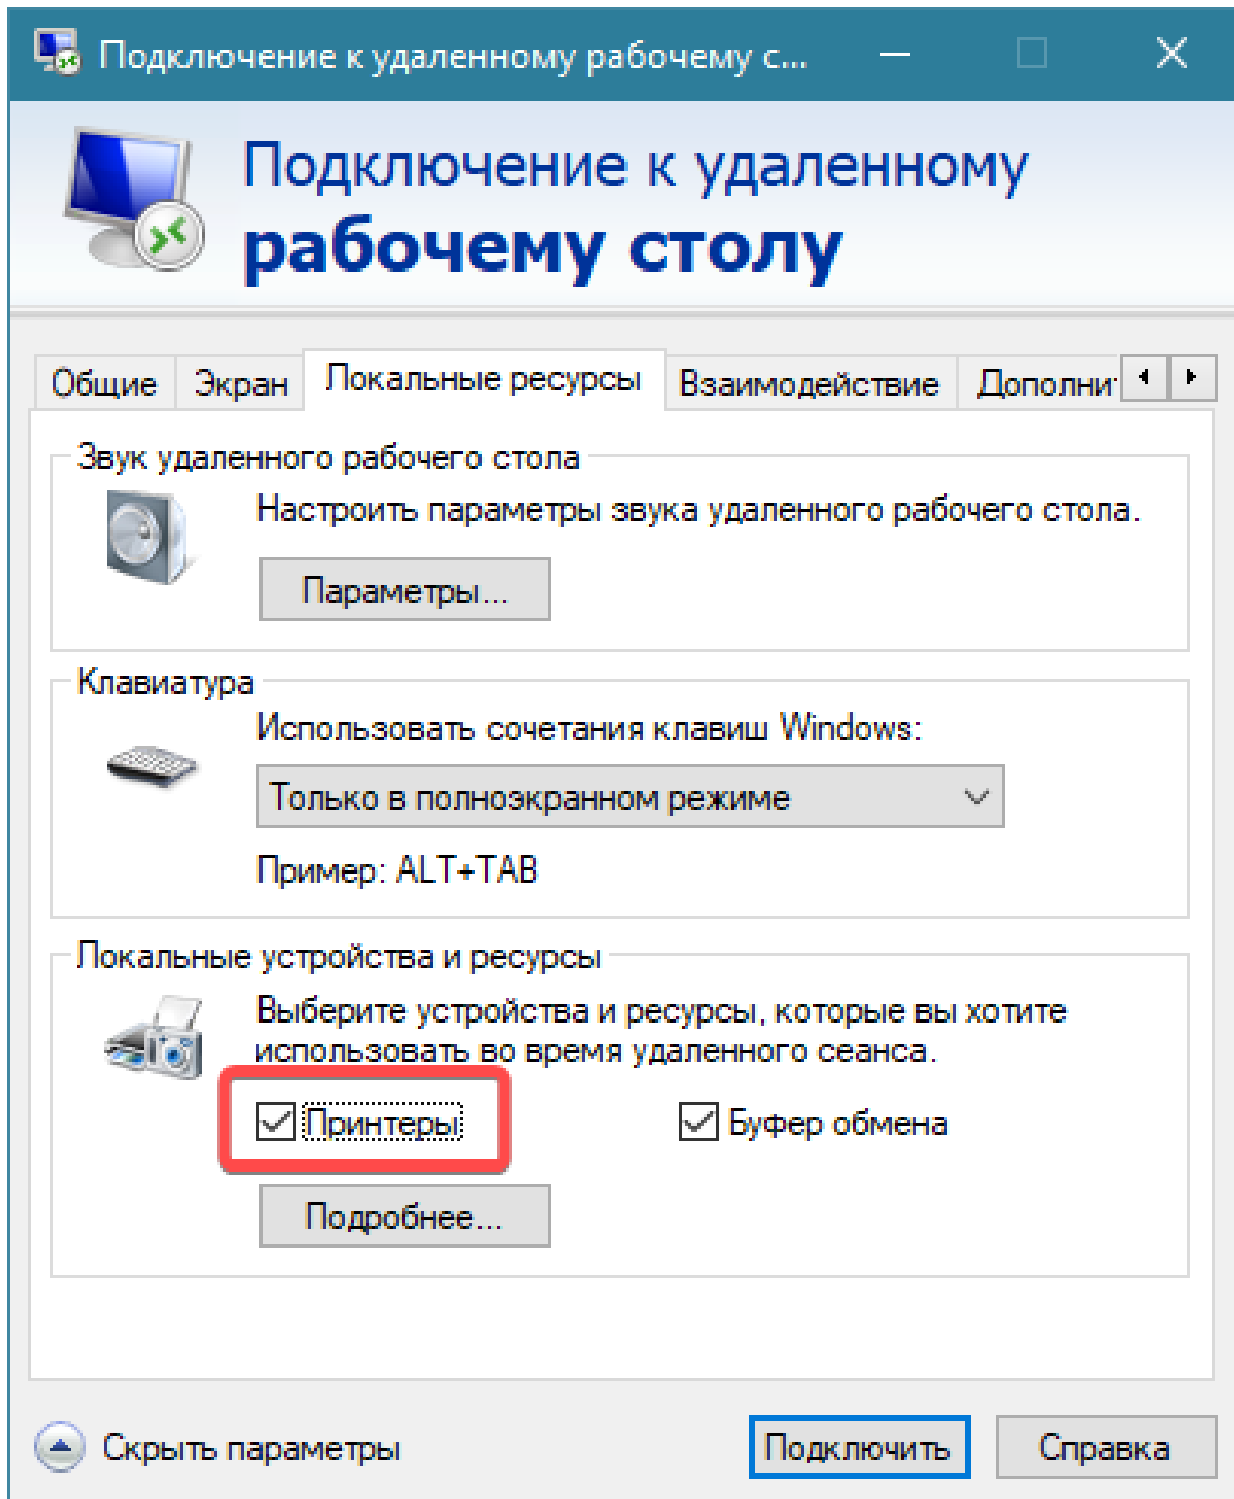 Подключение к удаленному рабочему с...
Подключение к удаленному
рабочему столу
Общие Экран Локальные ресурсы Взаимодействие Дополни
Звук удаленного рабочего стола
Настроить параметры звука удаленного рабочего стола.
Параметры...
Клавиатура
Использовать сочетания клавиш Windows:
Только в полноэкранном режиме
Пример: ALT+TAB
Локальные устройства и ресурсы
Выберите устройства и ресурсы, которые вы хотите
использовать во время удаленного сеанса.
Принтеры Буфер обмена
Подробнее...
Скрыть параметры Подключить Справка